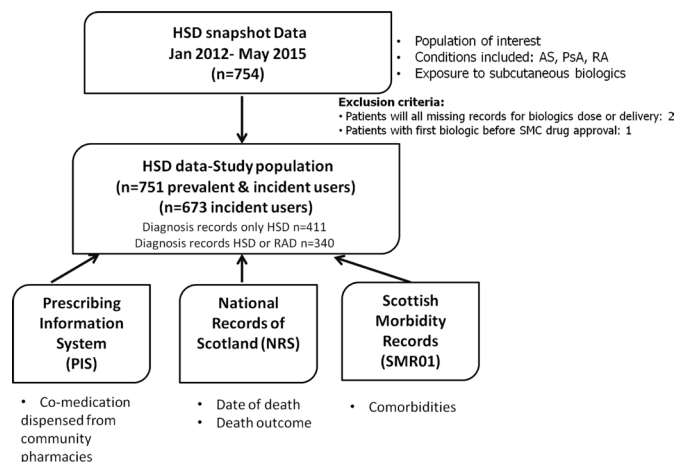 HSD snapshot Data
Jan 2012- May 2015
(n=754)
• Population of interest
• Conditions included: AS, PsA, RA
• Exposure to subcutaneous biologics
Exclusion criteria:
• Patients will all missing records for biologics dose or delivery: 2
• Patients with first biologic before SMC drug approval: 1
HSD data-Study population
(n=751 prevalent & incident users)
(n=673 incident users)
Diagnosis records only HSD n=411
Diagnosis records HSD or RAD n=340
Prescribing
Information
System
(PIS)
• Co-medication
dispensed from
community
pharmacies
National
Records of
Scotland (NRS)
• Date of death
• Death outcome
Scottish
Morbidity
Records
(SMR01)
• Comorbidities